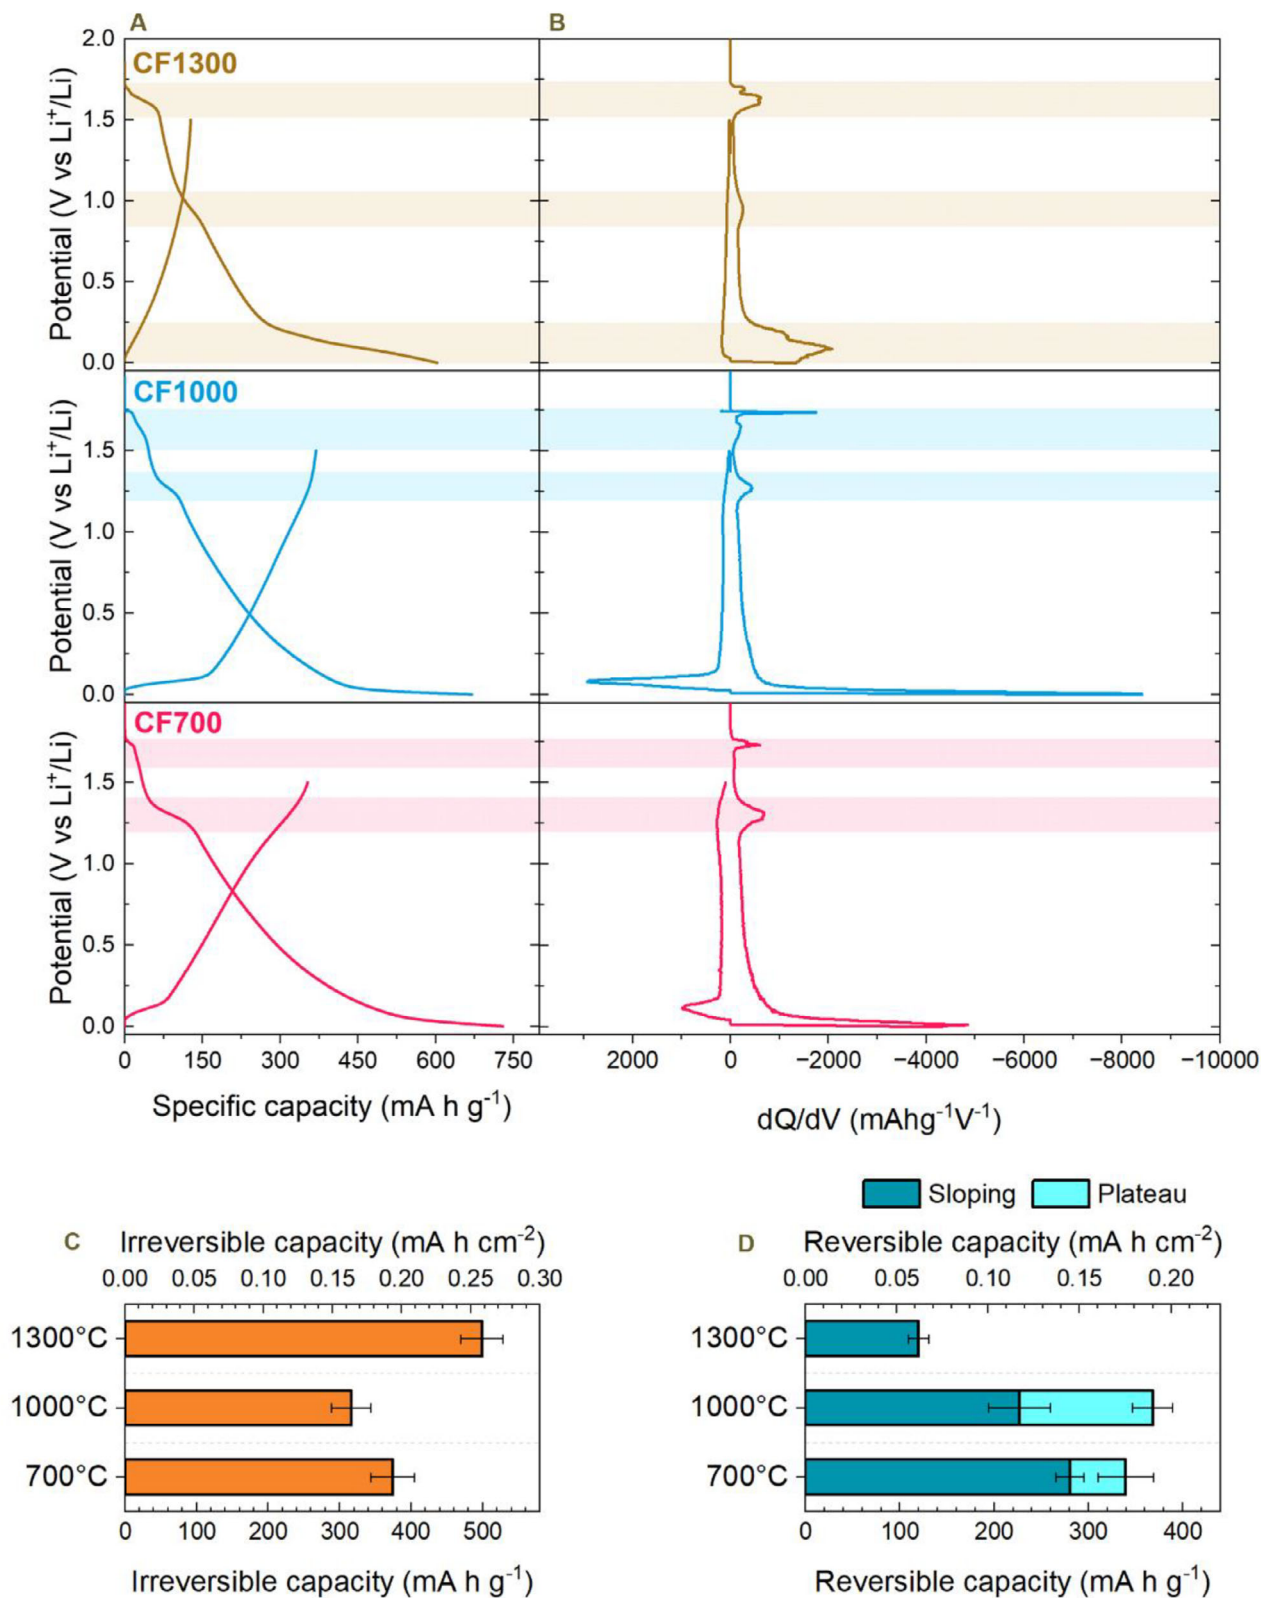 A
B
CF1300
2.0
1.5
1.0
0.5
0.0
Potential (V vs Li⁺/Li)
CF1000
1.5
1.0
0.5
0.0
Potential (V vs Li⁺/Li)
CF700
1.5
1.0
0.5
0.0
Potential (V vs Li⁺/Li)
0 150 300 450 600 750
2000 0 −2000 −4000 −6000 −8000 −10000
Specific capacity (mA h g⁻¹)
dQ/dV (mAhg⁻¹V⁻¹)
Sloping Plateau
C
Irreversible capacity (mA h cm⁻²)
0.00 0.05 0.10 0.15 0.20 0.25 0.30
1300°C
1000°C
700°C
0 100 200 300 400 500
Irreversible capacity (mA h g⁻¹)
D
Reversible capacity (mA h cm⁻²)
0.00 0.05 0.10 0.15 0.20
1300°C
1000°C
700°C
0 100 200 300 400
Reversible capacity (mA h g⁻¹)